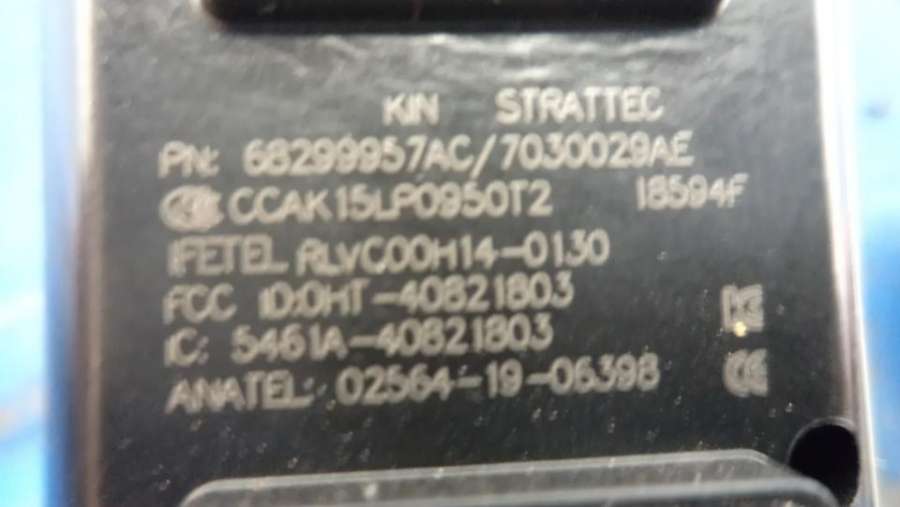 KIN STRATTEC
PN: 68299957AC/7030029AE
CCAK15LP0950T2 18594F
IFETEL RLVC00H14-0130
FCC ID:OHT-40821803
IC: 5461A-40821803
ANATEL: 02564-19-06398
CE